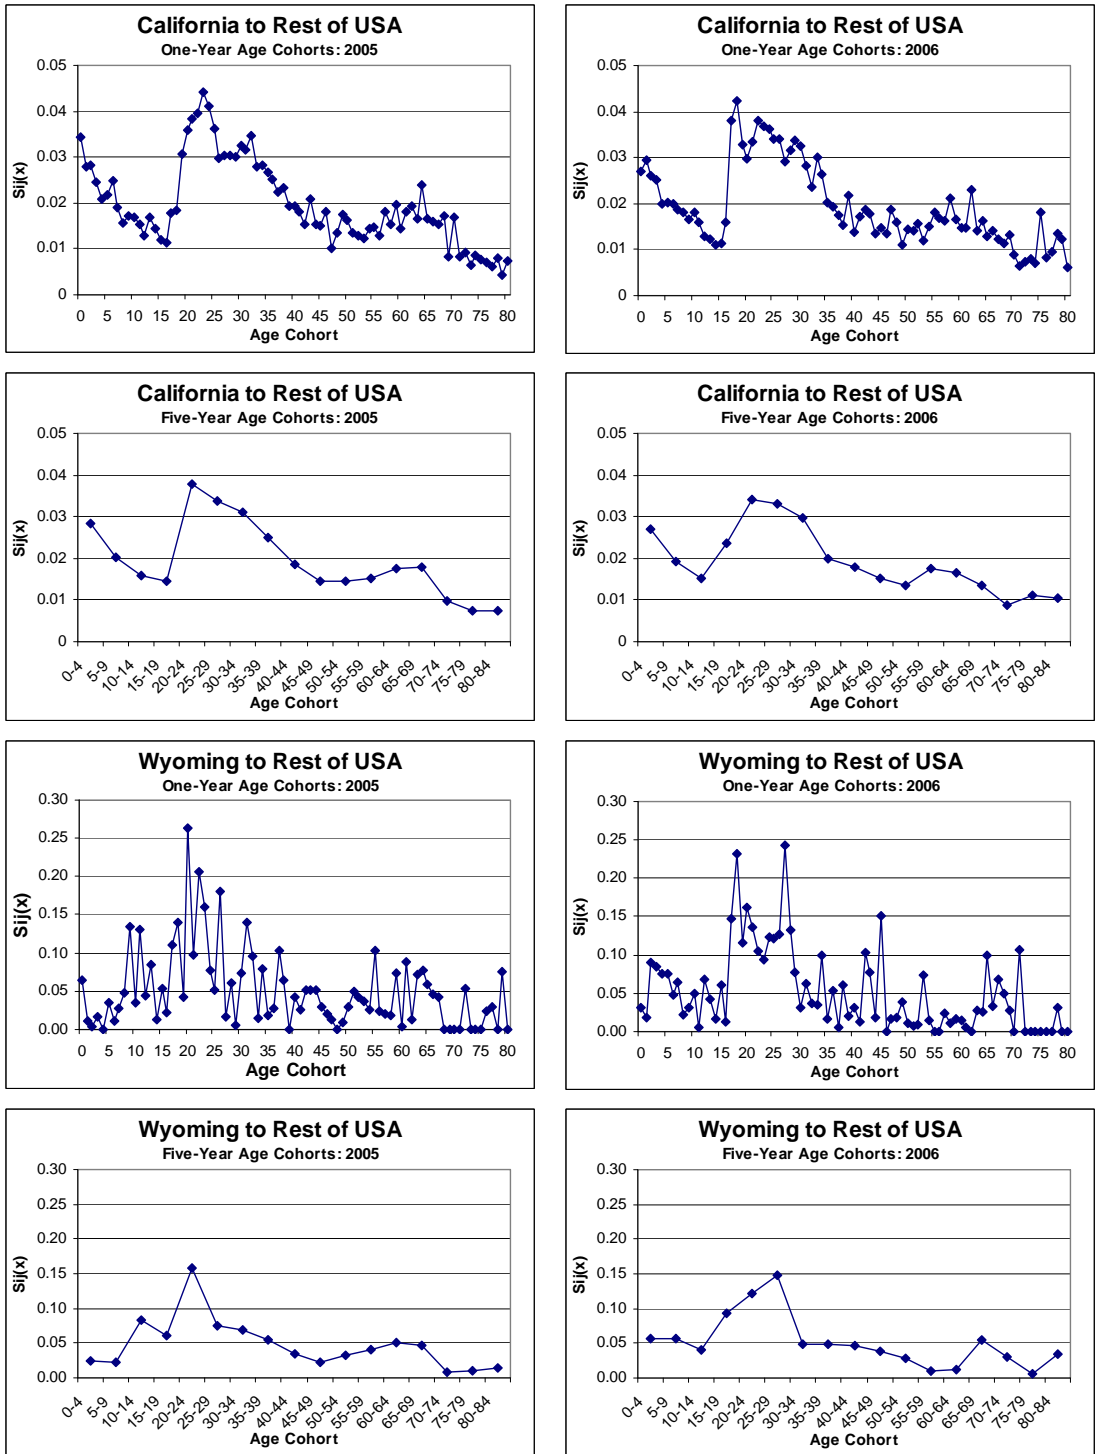 California to Rest of USA
One-Year Age Cohorts: 2005
0.05
0.04
0.03
0.02
0.01
0
Sij(x)
0 5 10 15 20 25 30 35 40 45 50 55 60 65 70 75 80
Age Cohort
California to Rest of USA
One-Year Age Cohorts: 2006
0.05
0.04
0.03
0.02
0.01
0
Sij(x)
0 5 10 15 20 25 30 35 40 45 50 55 60 65 70 75 80
Age Cohort
California to Rest of USA
Five-Year Age Cohorts: 2005
0.05
0.04
0.03
0.02
0.01
0
Sij(x)
0-4 5-9 10-14 15-19 20-24 25-29 30-34 35-39 40-44 45-49 50-54 55-59 60-64 65-69 70-74 75-79 80-84
Age Cohort
California to Rest of USA
Five-Year Age Cohorts: 2006
0.05
0.04
0.03
0.02
0.01
0
Sij(x)
0-4 5-9 10-14 15-19 20-24 25-29 30-34 35-39 40-44 45-49 50-54 55-59 60-64 65-69 70-74 75-79 80-84
Age Cohort
Wyoming to Rest of USA
One-Year Age Cohorts: 2005
0.30
0.25
0.20
0.15
0.10
0.05
0.00
Sij(x)
0 5 10 15 20 25 30 35 40 45 50 55 60 65 70 75 80
Age Cohort
Wyoming to Rest of USA
One-Year Age Cohorts: 2006
0.30
0.25
0.20
0.15
0.10
0.05
0.00
Sij(x)
0 5 10 15 20 25 30 35 40 45 50 55 60 65 70 75 80
Age Cohort
Wyoming to Rest of USA
Five-Year Age Cohorts: 2005
0.30
0.25
0.20
0.15
0.10
0.05
0.00
Sij(x)
0-4 5-9 10-14 15-19 20-24 25-29 30-34 35-39 40-44 45-49 50-54 55-59 60-64 65-69 70-74 75-79 80-84
Age Cohort
Wyoming to Rest of USA
Five-Year Age Cohorts: 2006
0.30
0.25
0.20
0.15
0.10
0.05
0.00
Sij(x)
0-4 5-9 10-14 15-19 20-24 25-29 30-34 35-39 40-44 45-49 50-54 55-59 60-64 65-69 70-74 75-79 80-84
Age Cohort